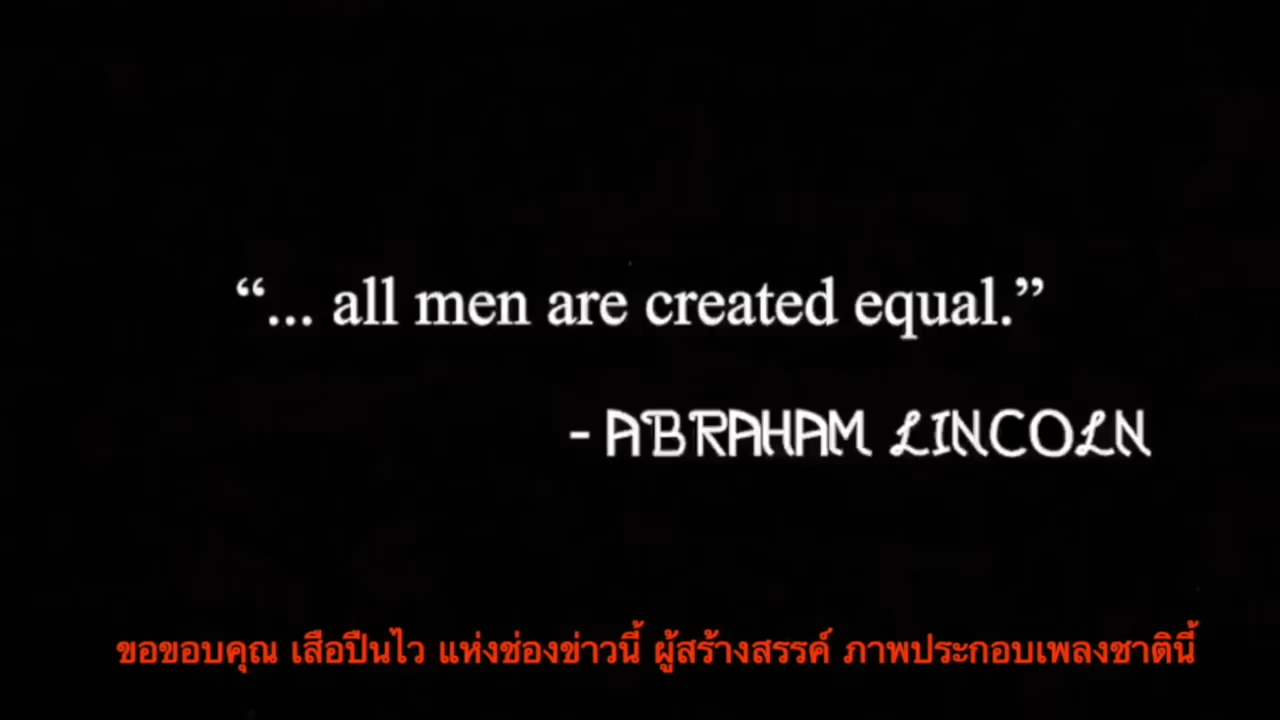 “... all men are created equal.”
- ABRAHAM LINCOLN
ขอขอบคุณ เสือปืนไว แห่งช่องข่าวนี้ ผู้สร้างสรรค์ ภาพประกอบเพลงชาตินี้